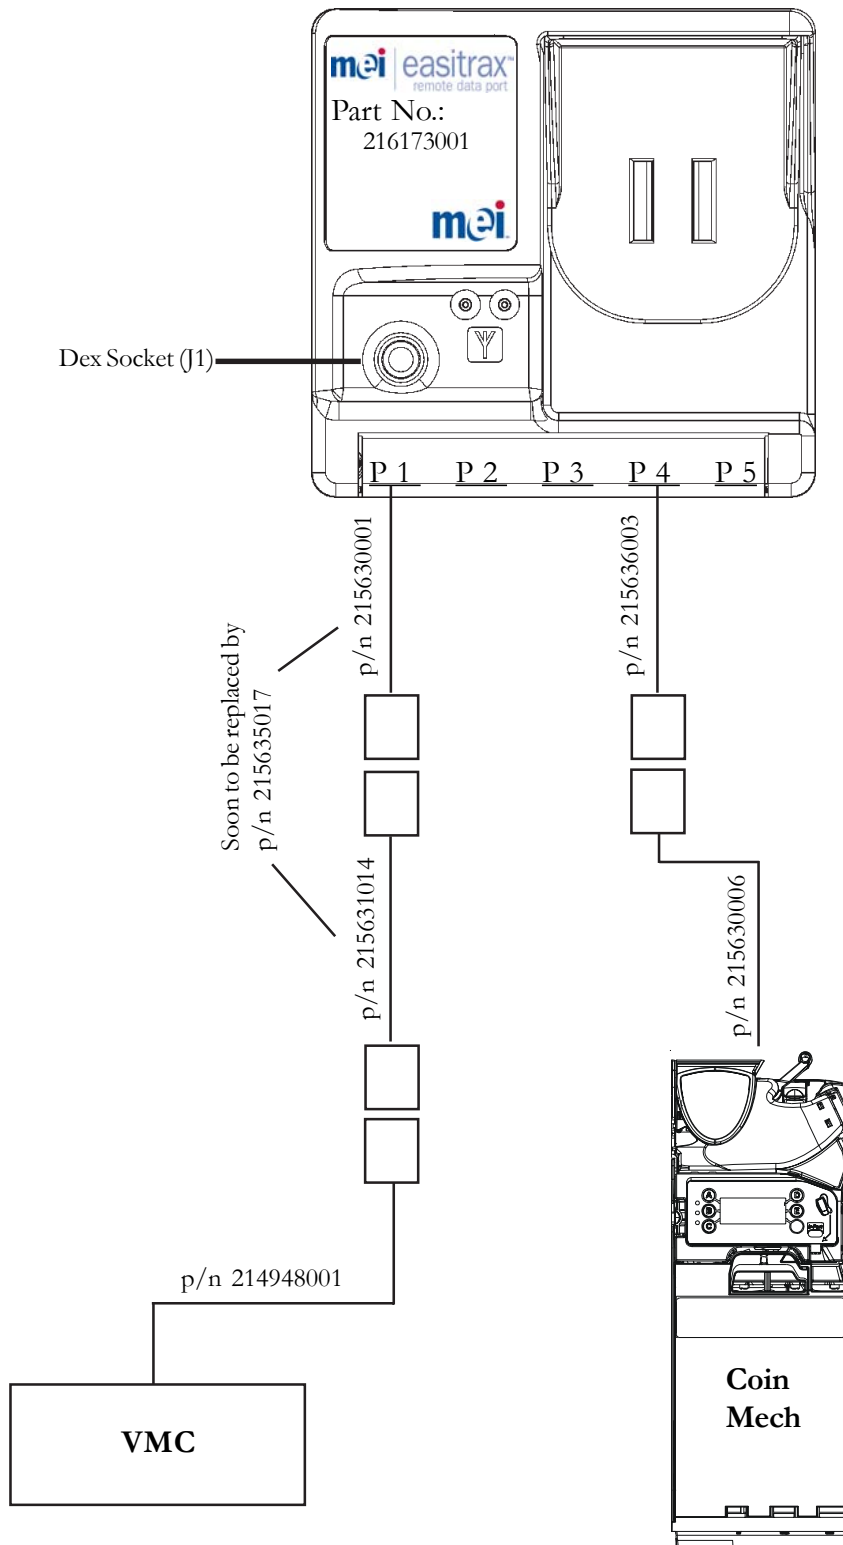 mei easitrax™
remote data port
Part No.:
216173001
mei
Dex Socket (J1)
P 1 P 2 P 3 P 4 P 5
p/n 215630001
p/n 215636003
Soon to be replaced by
p/n 215635017
p/n 215631014
p/n 215630006
p/n 214948001
VMC
A
B
C
D
E
Coin
Mech